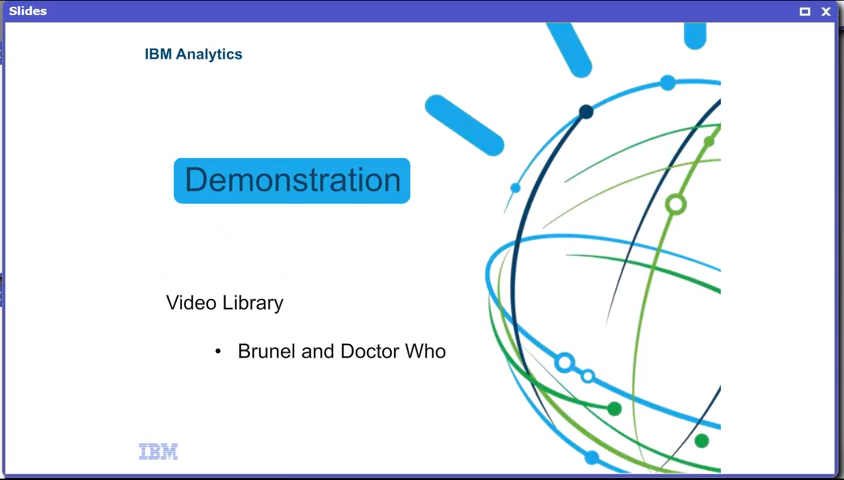 Slides
IBM Analytics
Demonstration
Video Library
• Brunel and Doctor Who
IBM